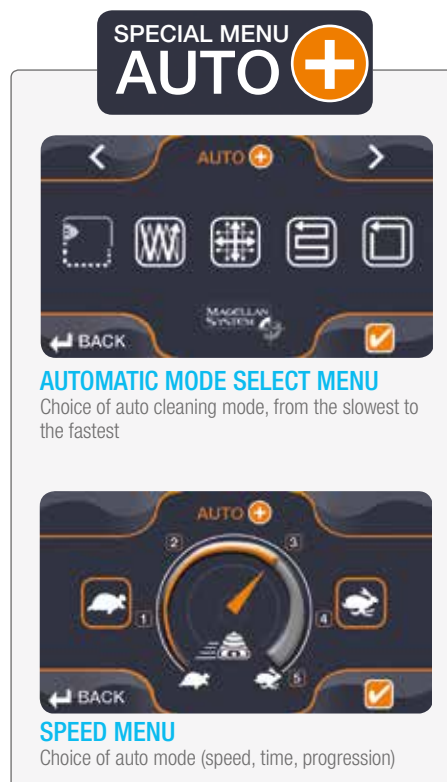 SPECIAL MENU
AUTO
AUTO
MAGELLAN
SYSTEM
BACK
AUTOMATIC MODE SELECT MENU
Choice of auto cleaning mode, from the slowest to
the fastest
AUTO
2
3
1
4
5
BACK
SPEED MENU
Choice of auto mode (speed, time, progression)